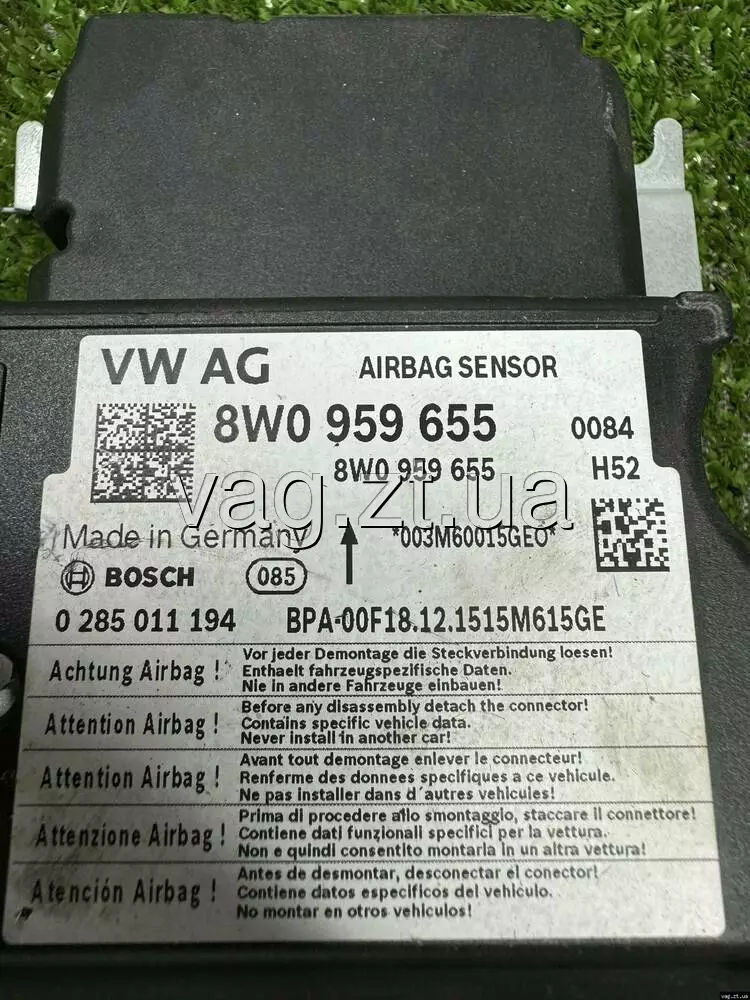 VW AG
AIRBAG SENSOR
8W0 959 655
0084
8W0 959 655
H52
vag.zt.ua
Made in Germany
*003M60015GE0*
BOSCH
085
0 285 011 194
BPA-00F18.12.1515M615GE
Achtung Airbag !
Vor jeder Demontage die Steckverbindung loesen!
Enthaelt fahrzeugspezifische Daten.
Nie in andere Fahrzeuge einbauen!
Attention Airbag !
Before any disassembly detach the connector!
Contains specific vehicle data.
Never install in another car!
Attention Airbag !
Avant tout demontage enlever le connecteur!
Renferme des donnees specifiques a ce vehicule.
Ne pas installer dans d´autres vehicules!
Attenzione Airbag !
Prima di procedere allo smontaggio, staccare il connettore!
Contiene dati funzionali specifici per la vettura.
Non e quindi consentito montarla in un altra vettura!
Atención Airbag !
Antes de desmontar, desconectar el conector!
Contiene datos específicos del vehículo.
No montar en otros vehículos!
vag.zt.ua